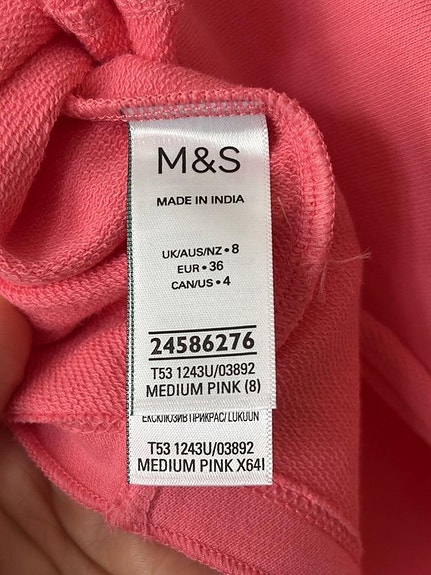 M&S
MADE IN INDIA
UK/AUS/NZ • 8
EUR • 36
CAN/US • 4
24586276
T53 1243U/03892
MEDIUM PINK (8)
T53 1243U/03892
MEDIUM PINK X64I